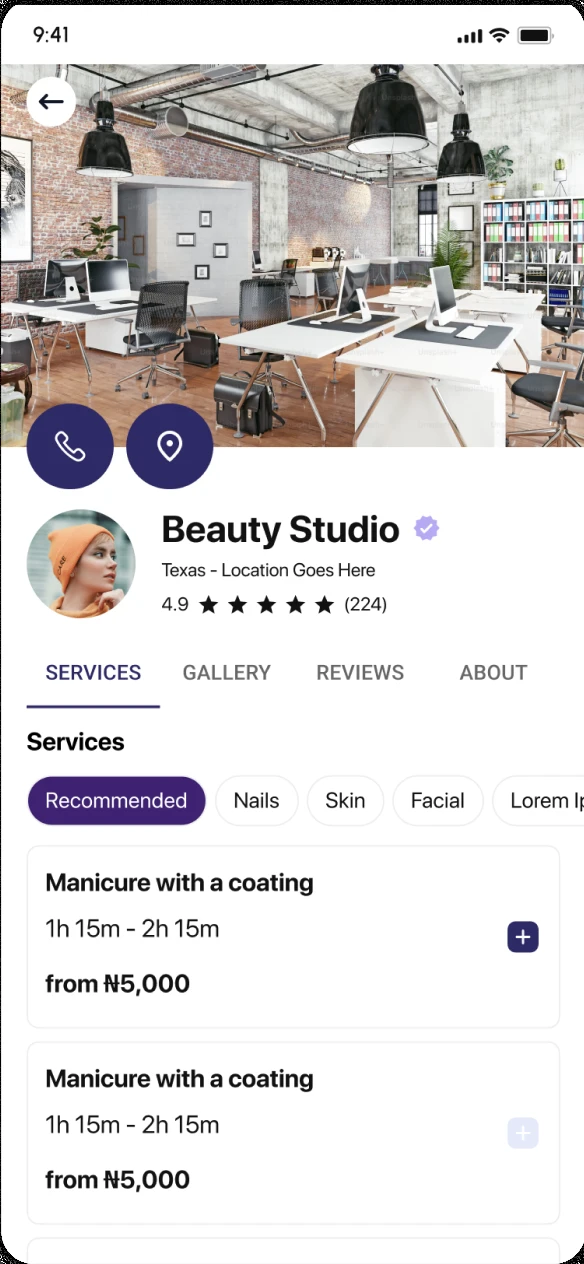 9:41
Beauty Studio
Texas - Location Goes Here
4.9 (224)
SERVICES GALLERY REVIEWS ABOUT
Services
Recommended Nails Skin Facial Lorem Ip
Manicure with a coating
1h 15m - 2h 15m
from ₦5,000
Manicure with a coating
1h 15m - 2h 15m
from ₦5,000